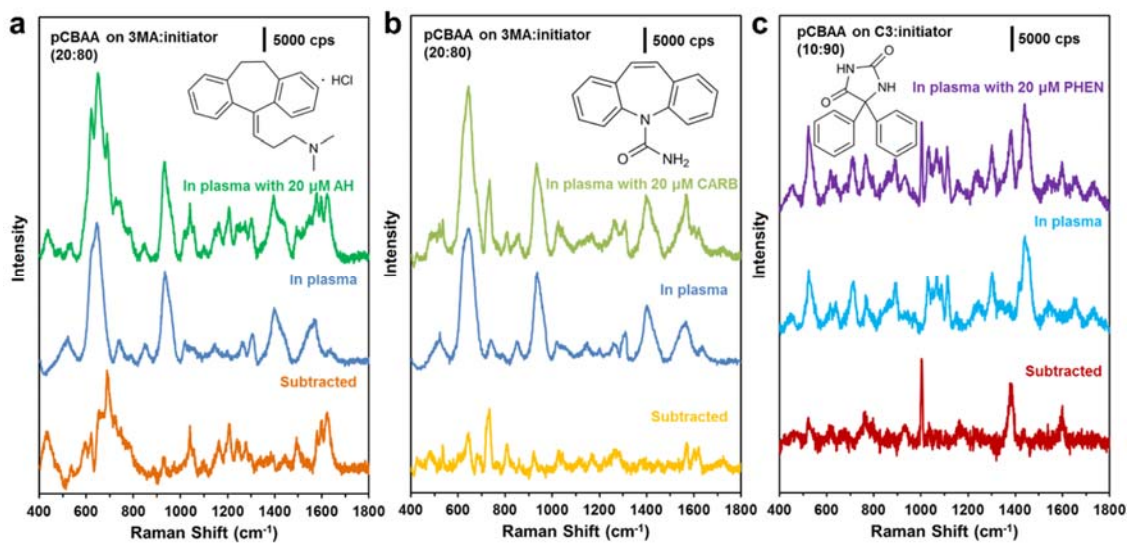 a
pCBAA on 3MA:initiator
(20:80)
5000 cps
· HCl
N
In plasma with 20 µM AH
In plasma
Subtracted
Intensity
400 600 800 1000 1200 1400 1600 1800
Raman Shift (cm-1)
b
pCBAA on 3MA:initiator
(20:80)
5000 cps
N
O
NH2
In plasma with 20 µM CARB
In plasma
Subtracted
Intensity
400 600 800 1000 1200 1400 1600 1800
Raman Shift (cm-1)
c
pCBAA on C3:initiator
(10:90)
5000 cps
O
HN
NH
O
In plasma with 20 µM PHEN
In plasma
Subtracted
Intensity
400 600 800 1000 1200 1400 1600 1800
Raman Shift (cm-1)